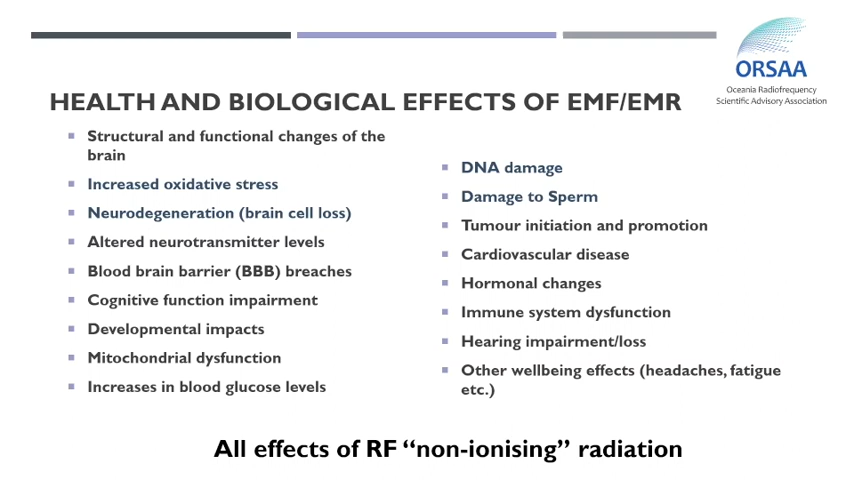 ORSAA
Oceania Radiofrequency
Scientific Advisory Association
HEALTH AND BIOLOGICAL EFFECTS OF EMF/EMR
Structural and functional changes of the
brain
Increased oxidative stress
Neurodegeneration (brain cell loss)
Altered neurotransmitter levels
Blood brain barrier (BBB) breaches
Cognitive function impairment
Developmental impacts
Mitochondrial dysfunction
Increases in blood glucose levels
DNA damage
Damage to Sperm
Tumour initiation and promotion
Cardiovascular disease
Hormonal changes
Immune system dysfunction
Hearing impairment/loss
Other wellbeing effects (headaches, fatigue
etc.)
All effects of RF “non-ionising” radiation